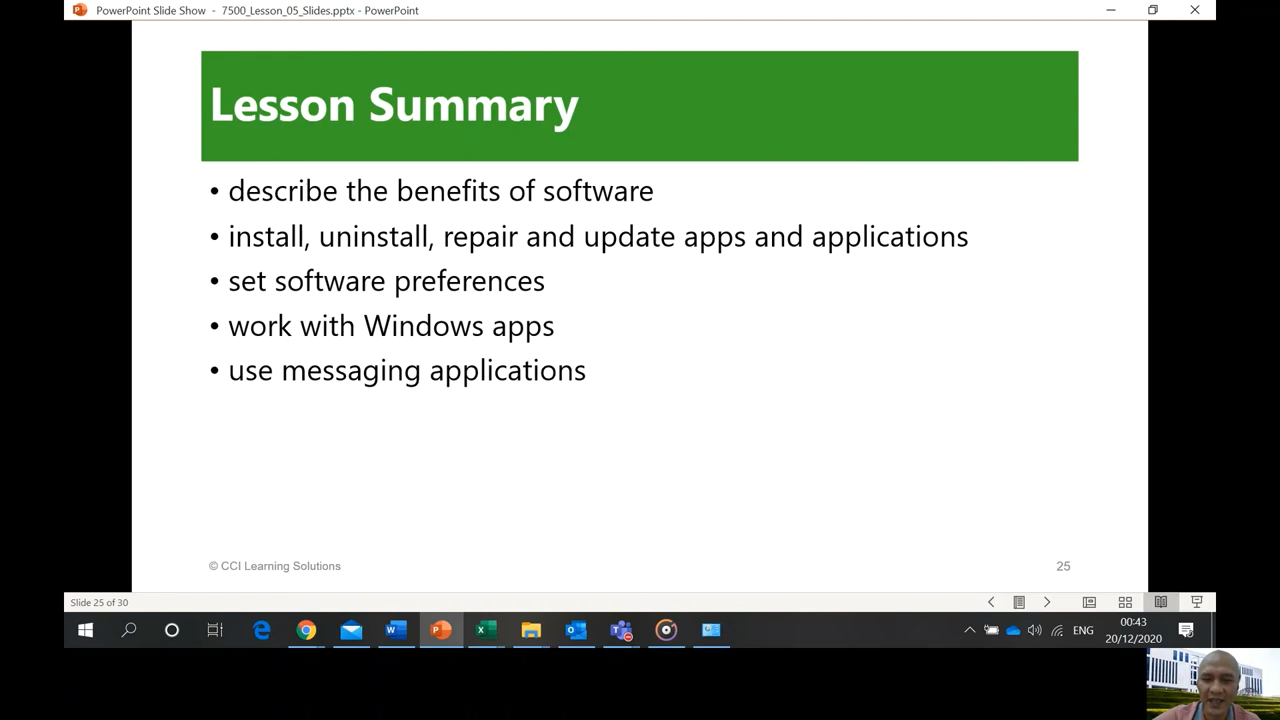 PowerPoint Slide Show - 7500_Lesson_05_Slides.pptx - PowerPoint
Lesson Summary
• describe the benefits of software
• install, uninstall, repair and update apps and applications
• set software preferences
• work with Windows apps
• use messaging applications
© CCI Learning Solutions
25
Slide 25 of 30
ENG
00:43
20/12/2020